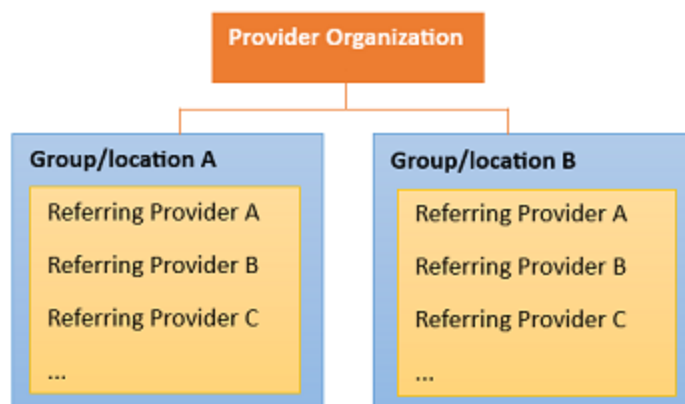 Provider Organization
Group/location A
Referring Provider A
Referring Provider B
Referring Provider C
...
Group/location B
Referring Provider A
Referring Provider B
Referring Provider C
...